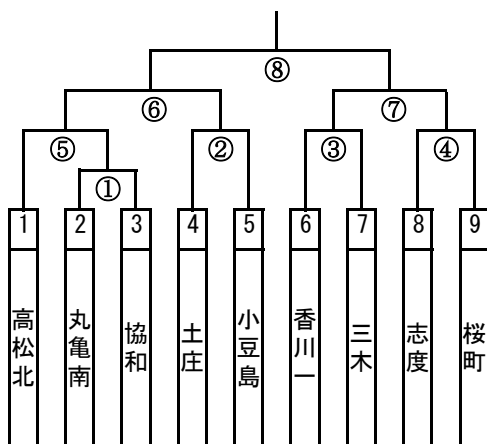 ⑧
⑥ ⑦
⑤ ② ③ ④
①
1 2 3 4 5 6 7 8 9
高松北
丸亀南
協和
土庄
小豆島
香川一
三木
志度
桜町